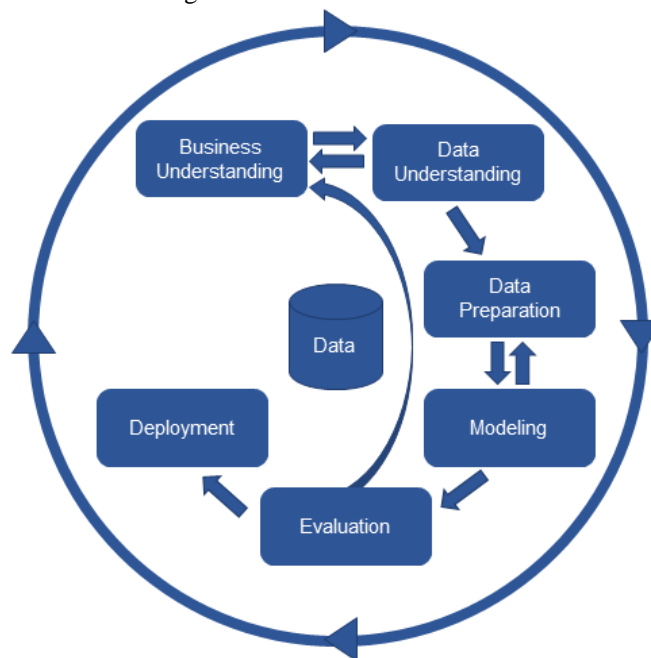 Business
Understanding
Data
Understanding
Data
Preparation
Data
Deployment
Modeling
Evaluation